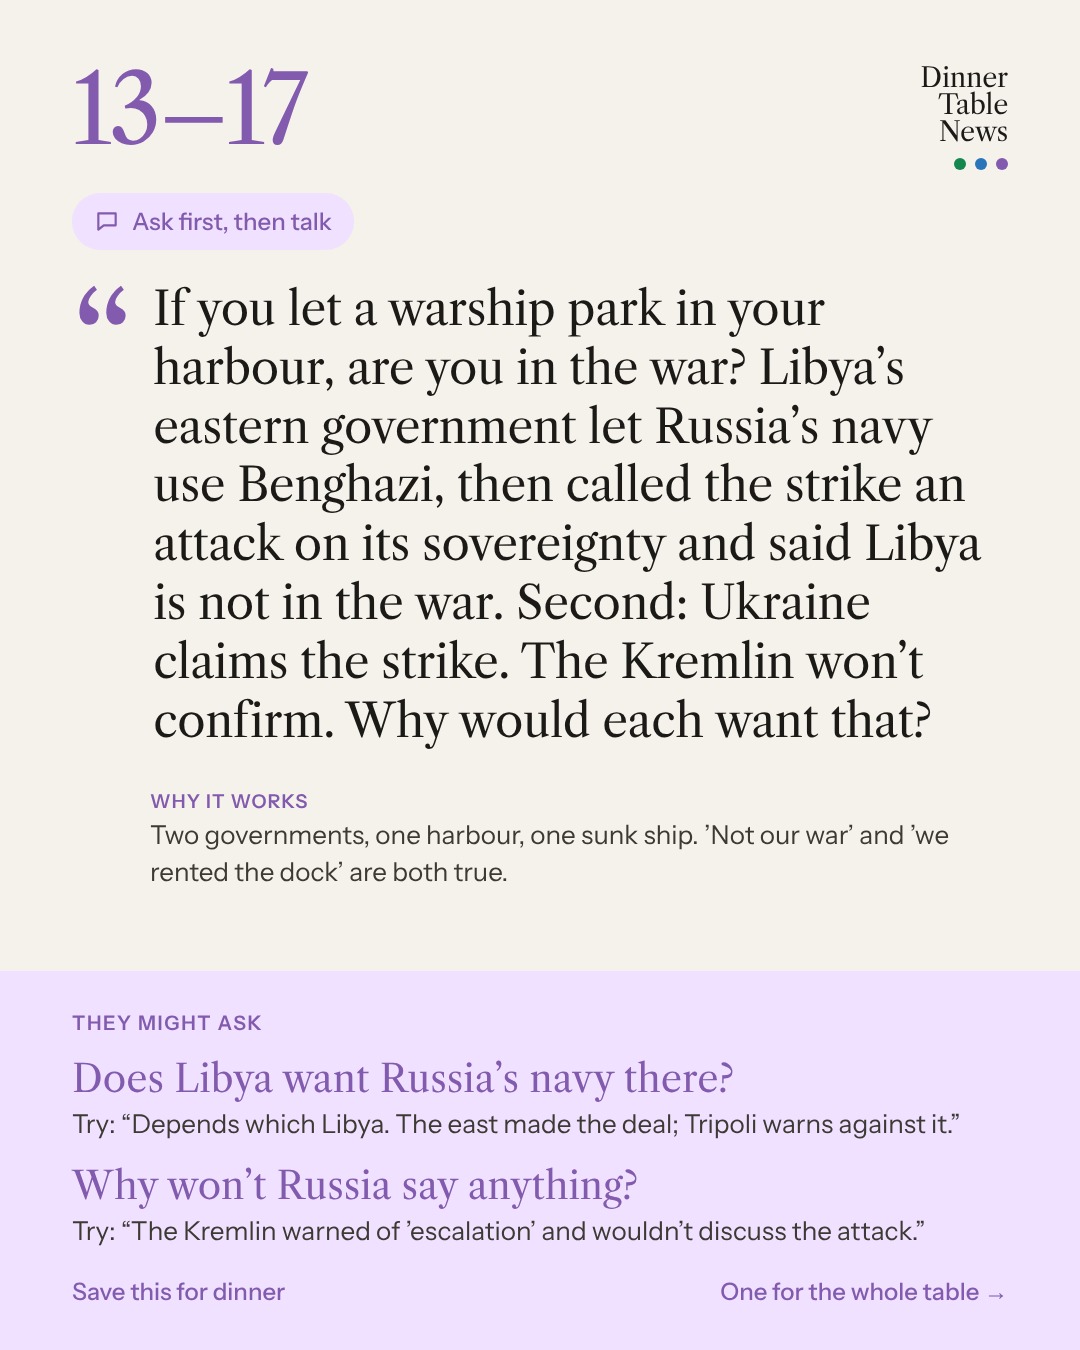 13–17
Dinner
Table
News
Ask first, then talk
“ If you let a warship park in your
harbour, are you in the war? Libya’s
eastern government let Russia’s navy
use Benghazi, then called the strike an
attack on its sovereignty and said Libya
is not in the war. Second: Ukraine
claims the strike. The Kremlin won’t
confirm. Why would each want that?
WHY IT WORKS
Two governments, one harbour, one sunk ship. ’Not our war’ and ’we
rented the dock’ are both true.
THEY MIGHT ASK
Does Libya want Russia’s navy there?
Try: “Depends which Libya. The east made the deal; Tripoli warns against it.”
Why won’t Russia say anything?
Try: “The Kremlin warned of ’escalation’ and wouldn’t discuss the attack.”
Save this for dinner
One for the whole table →